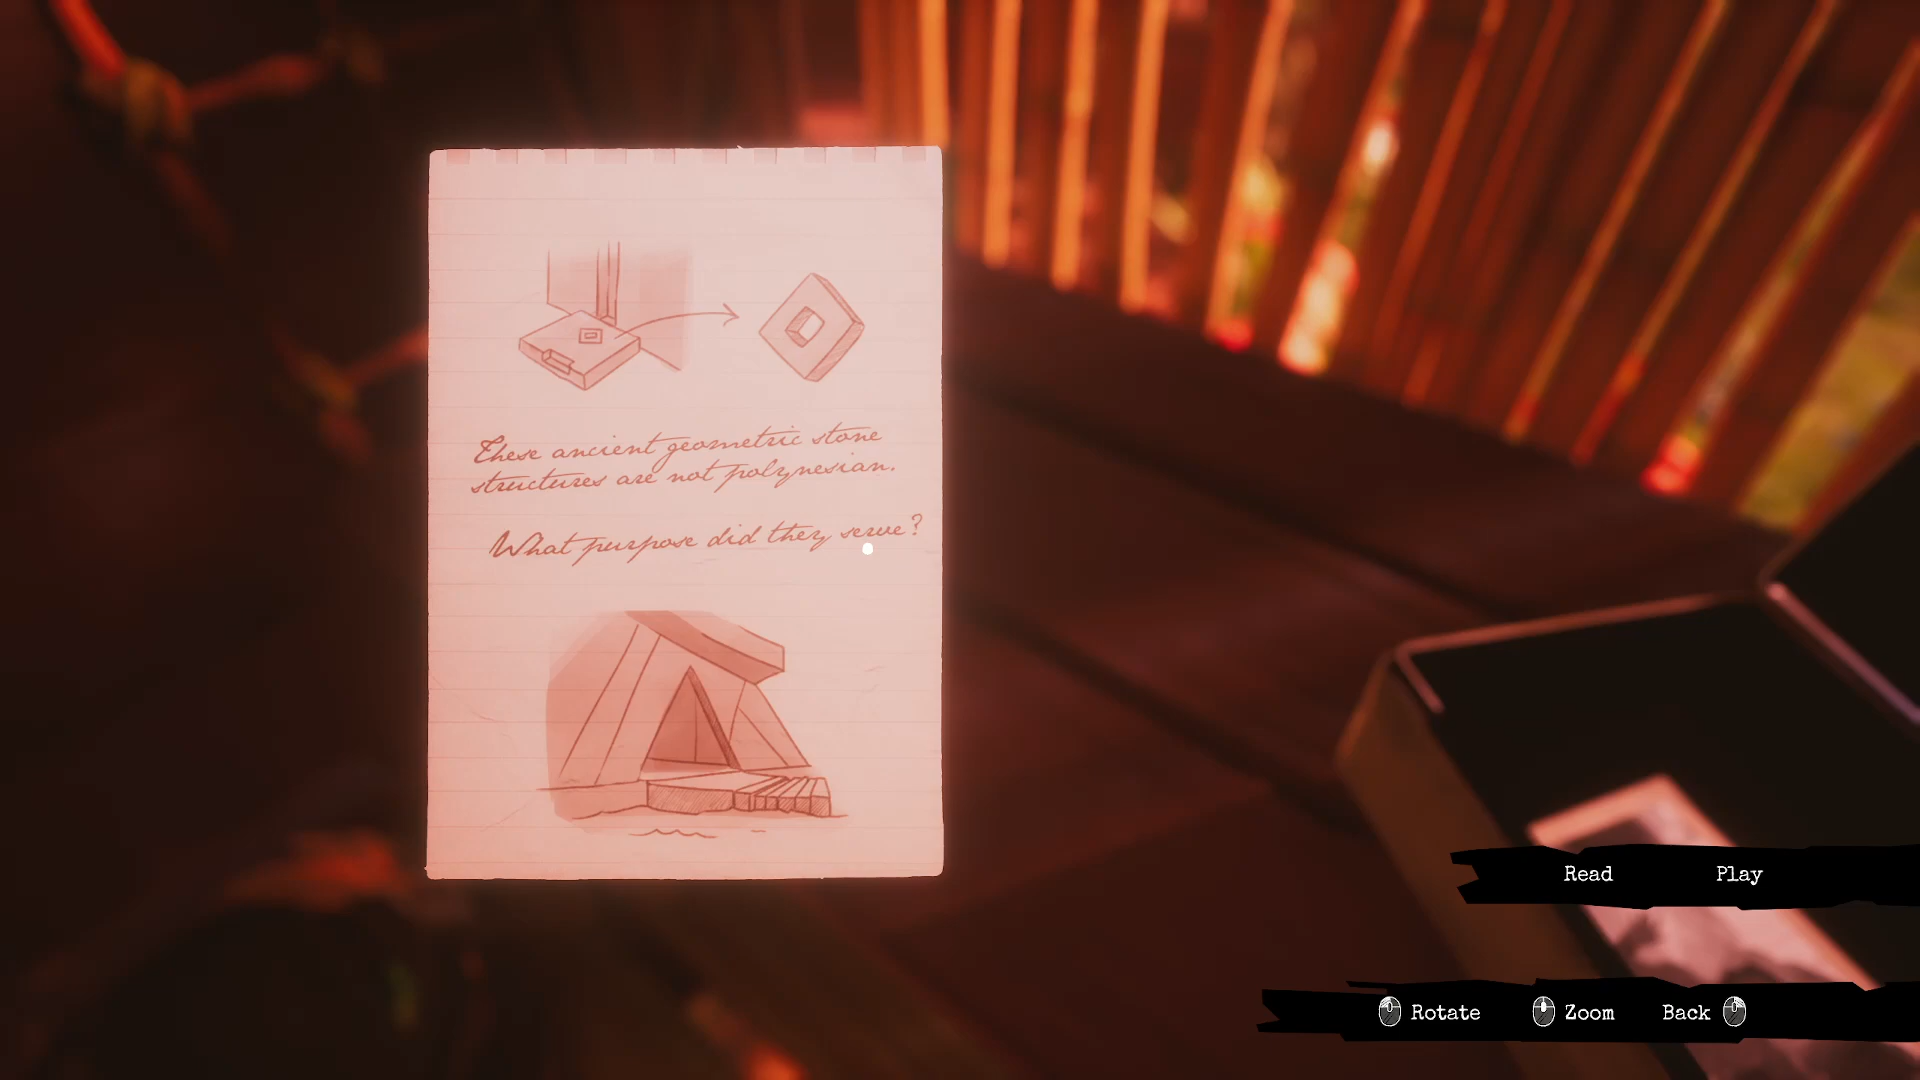 These ancient geometric stone
structures are not polynesian.
What purpose did they serve?
Read Play
Rotate Zoom Back